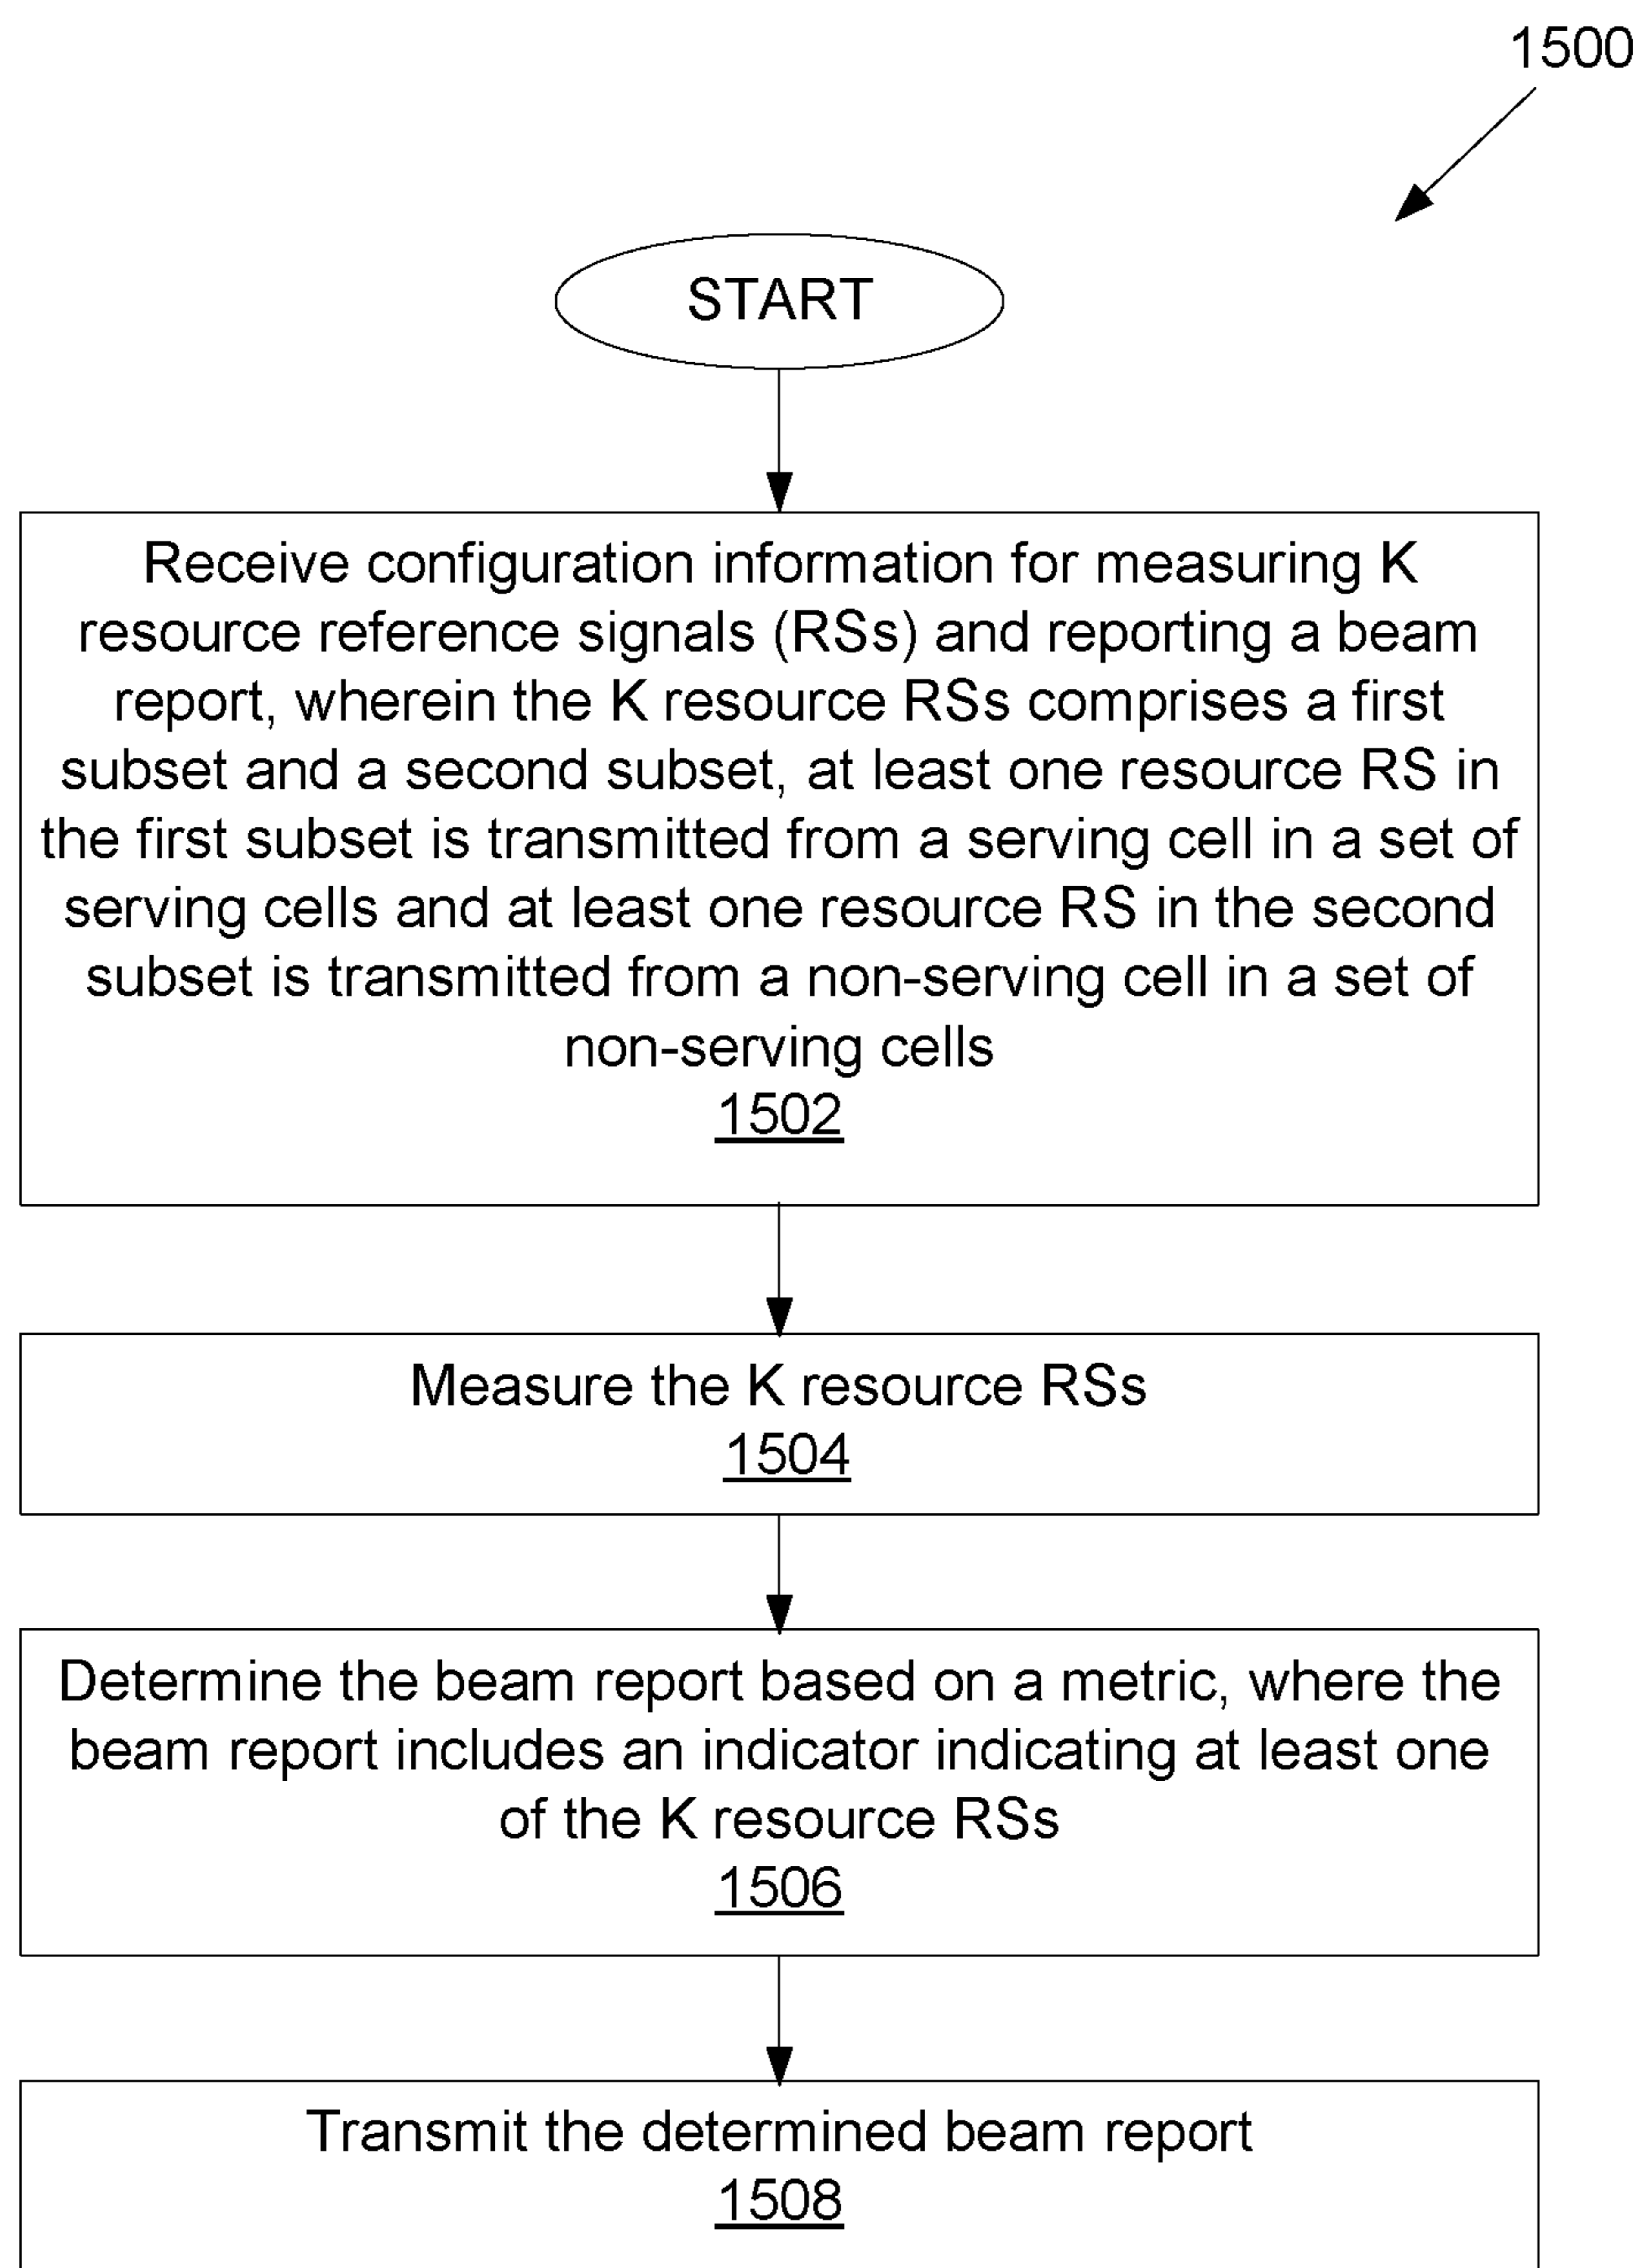 1500
START
Receive configuration information for measuring K
resource reference signals (RSs) and reporting a beam
report, wherein the K resource RSs comprises a first
subset and a second subset, at least one resource RS in
the first subset is transmitted from a serving cell in a set of
serving cells and at least one resource RS in the second
subset is transmitted from a non-serving cell in a set of
non-serving cells
1502
Measure the K resource RSs
1504
Determine the beam report based on a metric, where the
beam report includes an indicator indicating at least one
of the K resource RSs
1506
Transmit the determined beam report
1508